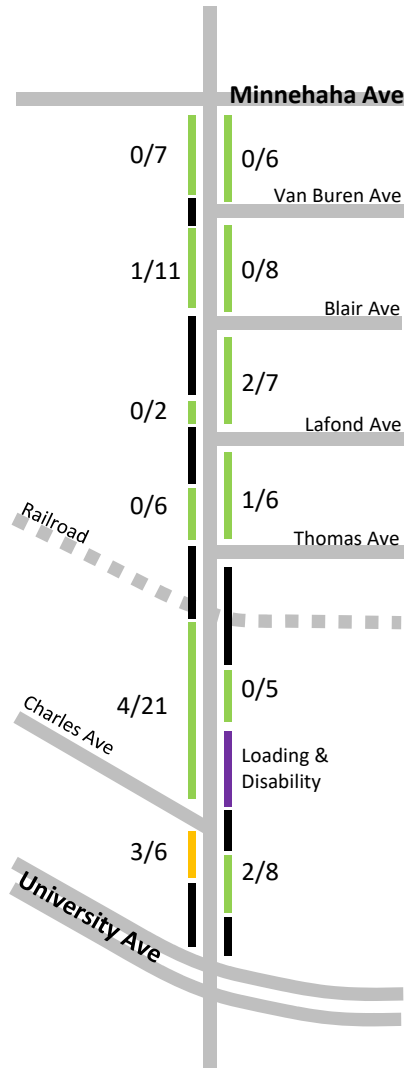 Minnehaha Ave
0/7
0/6
Van Buren Ave
1/11
0/8
Blair Ave
2/7
0/2
Lafond Ave
0/6
1/6
Railroad
Thomas Ave
0/5
4/21
Charles Ave
Loading &
Disability
3/6
2/8
University Ave